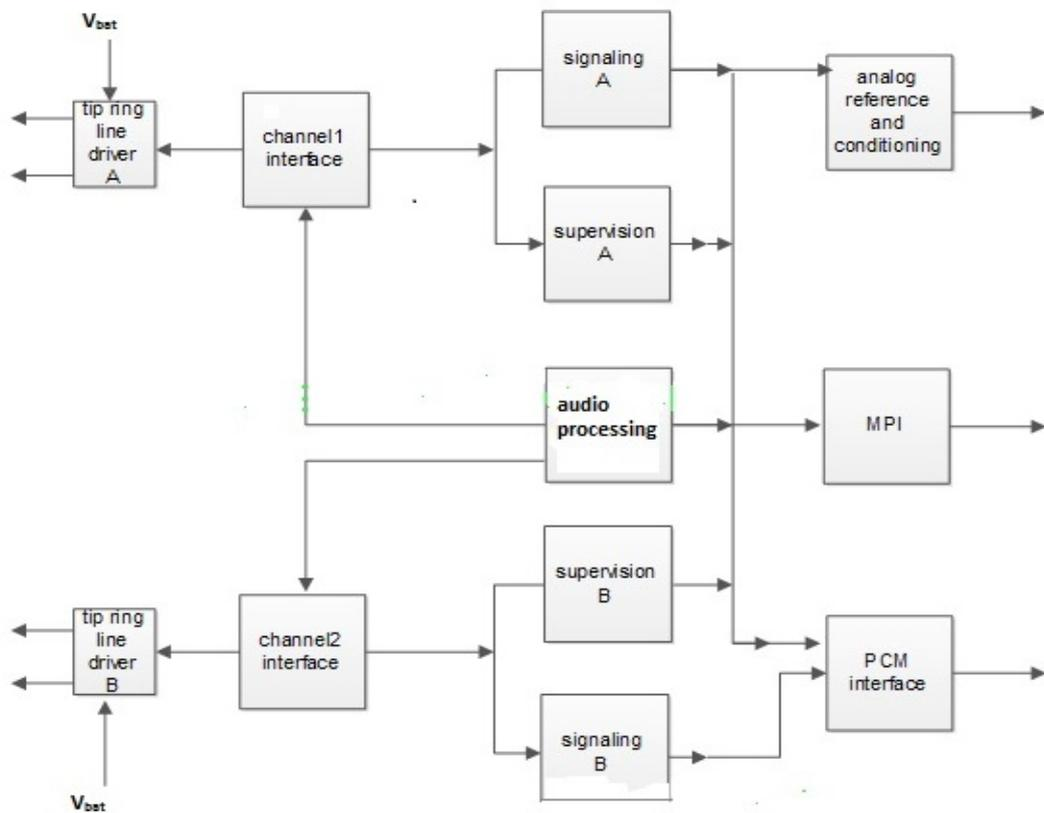 Vbat
tip ring
line
driver
A
channel1
interface
signaling
A
analog
reference
and
conditioning
supervision
A
audio
processing
MPI
supervision
B
tip ring
line
driver
B
channel2
interface
PCM
interface
signaling
B
Vbat